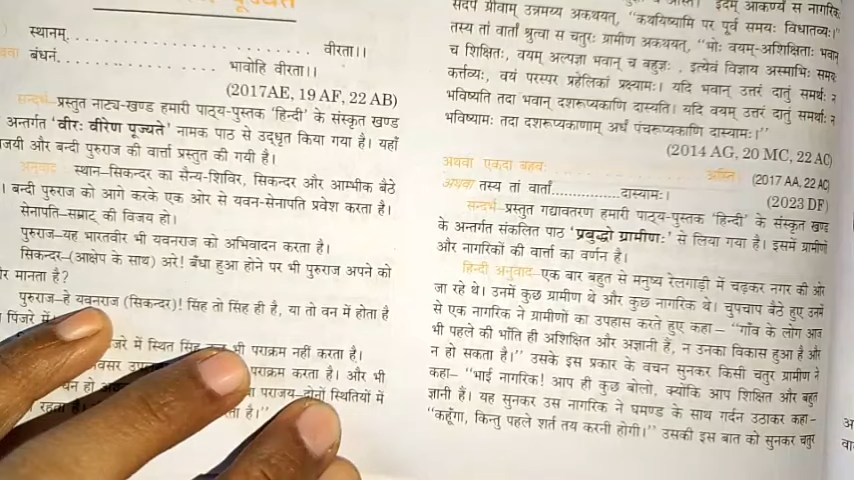 स्थानम्. वीरता।।
बंधनं. भावोहि वीरता।।
(2017AE, 19 AF, 22 AB)
सन्दर्भ-प्रस्तुत नाट्य-खण्ड हमारी पाठ्य-पुस्तक 'हिन्दी' के संस्कृत खण्ड
अन्तर्गत 'वीरः वीरेण पूज्यते' नामक पाठ से उद्धृत किया गया है। यहाँ
और बन्दी पुरुराज की वार्त्ता प्रस्तुत की गयी है।
अनुवाद स्थान-सिकन्दर का सैन्य-शिविर, सिकन्दर और आम्भीक बैठे
। बन्दी पुरुराज को आगे करके एक ओर से यवन-सेनापति प्रवेश करता है।
सेनापति-सम्राट् की विजय हो।
पुरुराज-यह भारतवीर भी यवनराज को अभिवादन करता है।
सिकन्दर-(आक्षेप के साथ) अरे! बँधा हुआ होने पर भी पुरुराज अपने को
मानता है?
पुरुराज-हे यवनराज (सिकन्दर)! सिंह तो सिंह ही है, या तो वन में होता है
पिंजरे में
में स्थित सिंह भी पराक्रम नहीं करता है।
पराक्रम करता है। और भी
पराजय-दोनों स्थितियों में
है।"
ग्रीवाम् उन्नमय्य अकथयत्, "कथयिष्यामि पर पूर्व समयः विधातव्यः।"
तस्य तां वार्तां श्रुत्वा स चतुरः ग्रामीण अकथयत्, "भोः वयम्-अशिक्षिताः भवान्
च शिक्षितः, वयम् अल्पज्ञा भवान् च बहुज्ञः , इत्येवं विज्ञाय अस्माभिः समयः
कर्त्तव्यः, वयं परस्पर प्रहेलिकां प्रक्ष्यामः। यदि भवान् उत्तरं दातुं समर्थः न
भविष्यति तदा भवान् दशरूप्यकाणि दास्यति। यदि वयम् उत्तरं दातुं समर्थाः न
भविष्यामः तदा दशरूप्यकाणाम् अर्धं पंचरूप्यकाणि दास्यामः।"
(2014 AG, 20 MC, 22 AC)
अथवा एकदा बहवः अस्ति। (2017 AA, 22 AC)
अथवा तस्य तां वार्तां...............दास्यामः। (2023 DF)
सन्दर्भ-प्रस्तुत गद्यावतरण हमारी पाठ्य-पुस्तक 'हिन्दी' के संस्कृत खण्ड
के अन्तर्गत संकलित पाठ 'प्रबुद्धो ग्रामीणः' से लिया गया है। इसमें ग्रामीणों
और नागरिकों की वार्ता का वर्णन है।
हिन्दी अनुवाद-एक बार बहुत से मनुष्य रेलगाड़ी में चढ़कर नगर की ओर
जा रहे थे। उनमें कुछ ग्रामीण थे और कुछ नागरिक थे। चुपचाप बैठे हुए उनमें
से एक नागरिक ने ग्रामीणों का उपहास करते हुए कहा– "गाँव के लोग आज
भी पहले की भाँति ही अशिक्षित और अज्ञानी हैं, न उनका विकास हुआ है और
न हो सकता है।" उसके इस प्रकार के वचन सुनकर किसी चतुर ग्रामीण ने
कहा– "भाई नागरिक! आप ही कुछ बोलो, क्योंकि आप शिक्षित और बहुत
ज्ञानी हैं। यह सुनकर उस नागरिक ने घमण्ड के साथ गर्दन उठाकर कहा–
"कहूँगा, किन्तु पहले शर्त तय करनी होगी।" उसकी इस बात को सुनकर चतुर